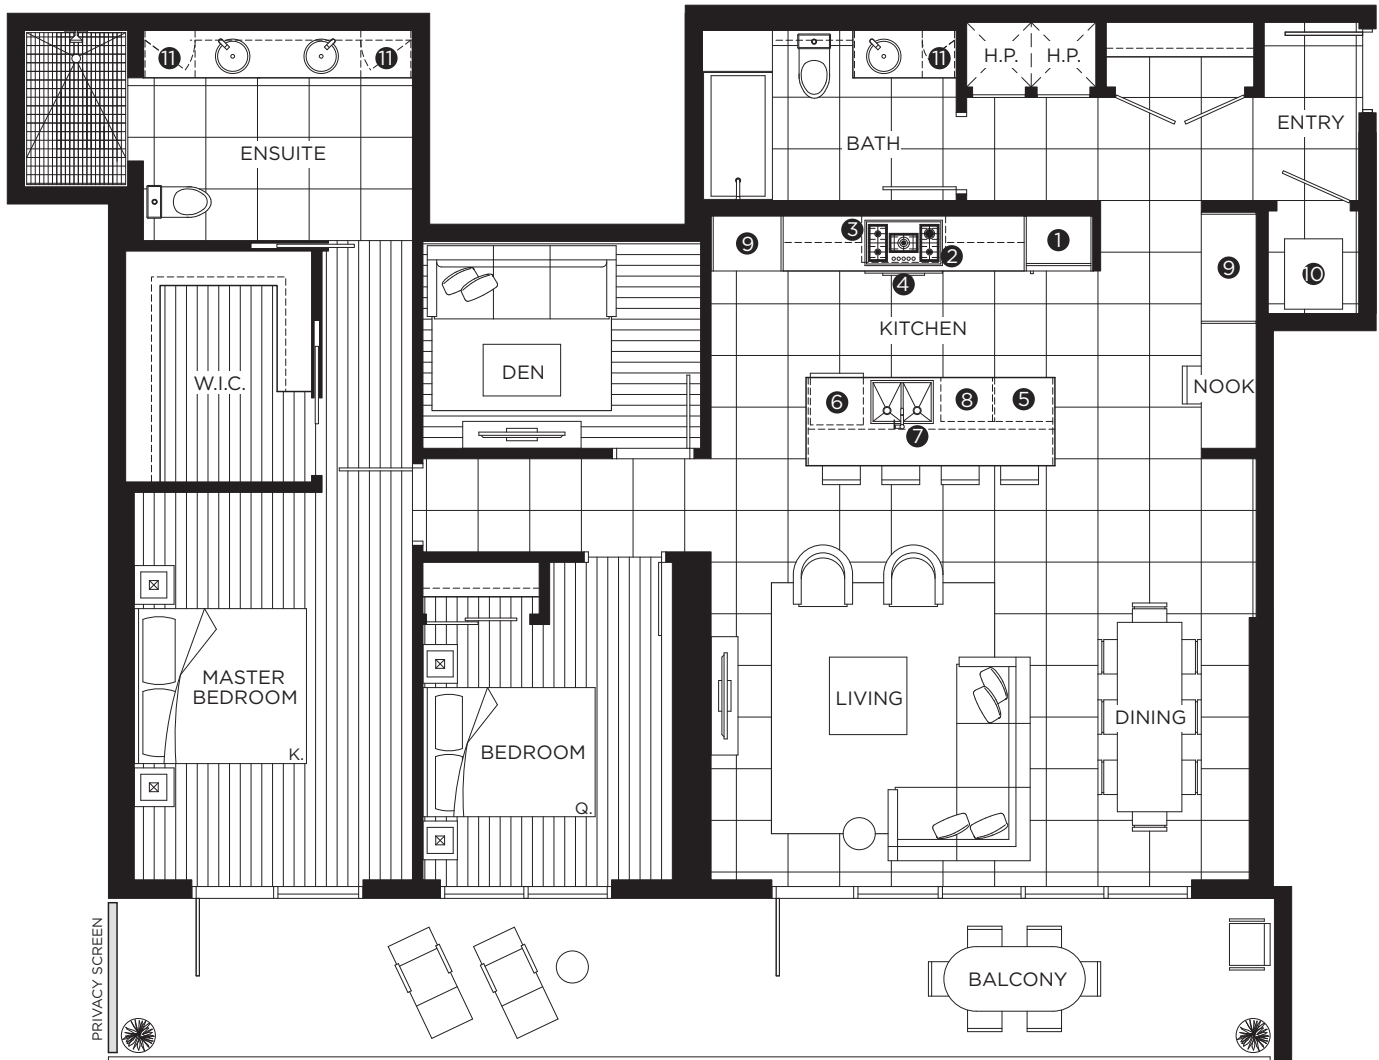 11
11
11
H.P.
H.P.
ENTRY
ENSUITE
BATH
3
9
2
1
4
9
10
KITCHEN
DEN
W.I.C.
NOOK
6
8
5
7
MASTER
BEDROOM
K.
BEDROOM
Q.
LIVING
DINING
PRIVACY SCREEN
BALCONY